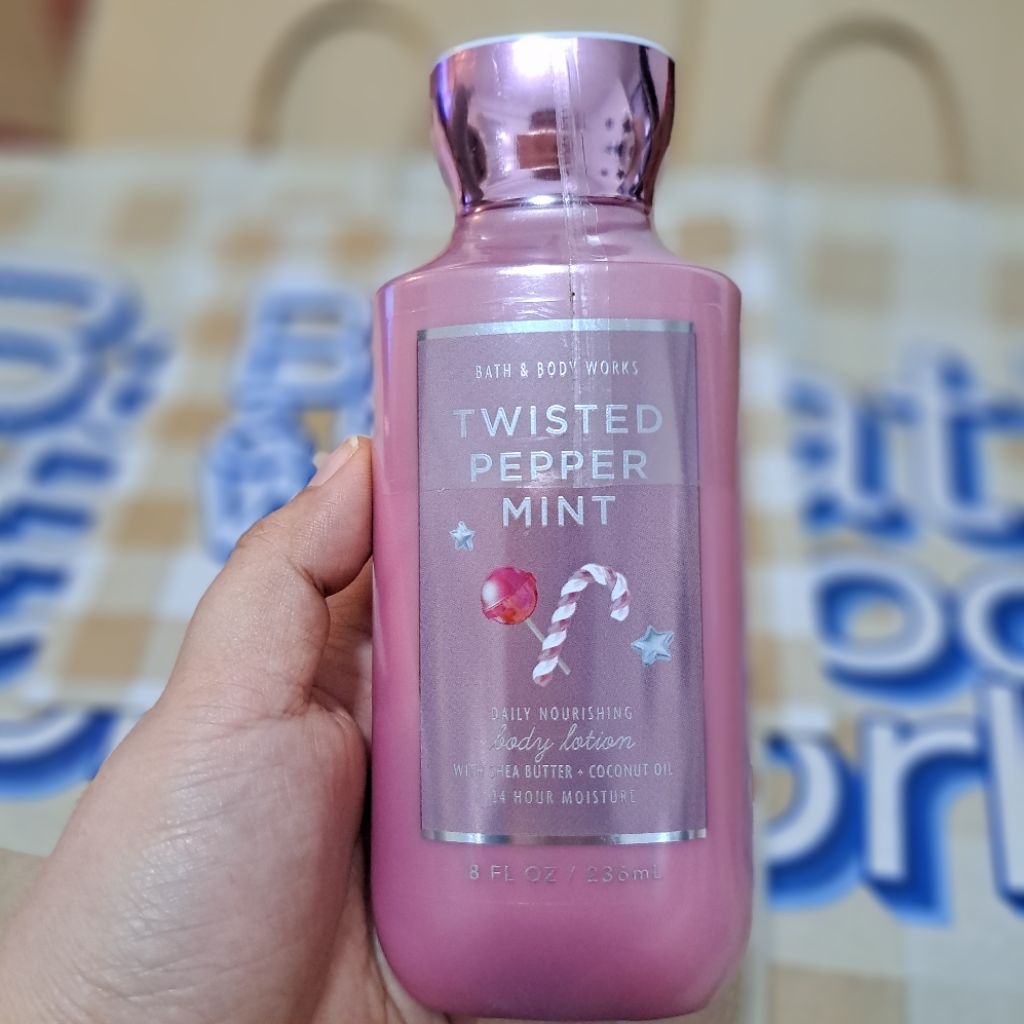 BATH & BODY WORKS
TWISTED
PEPPER
MINT
DAILY NOURISHING
body lotion
WITH SHEA BUTTER + COCONUT OIL
24 HOUR MOISTURE
8 FL OZ / 236mL